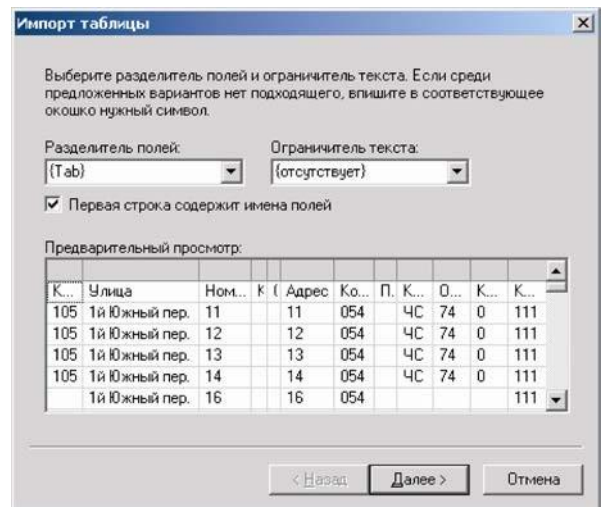 Импорт таблицы
Выберите разделитель полей и ограничитель текста. Если среди
предложенных вариантов нет подходящего, впишите в соответствующее
окошко нужный символ.
Разделитель полей: Ограничитель текста:
{Tab} {отсутствует}
Первая строка содержит имена полей
Предварительный просмотр:
К... Улица Ном... К ( Адрес Ко... П. К... О... К... К...
105 1й Южный пер. 11 11 054 ЧС 74 0 111
105 1й Южный пер. 12 12 054 ЧС 74 0 111
105 1й Южный пер. 13 13 054 ЧС 74 0 111
105 1й Южный пер. 14 14 054 ЧС 74 0 111
1й Южный пер. 16 16 054 111
< Назад Далее > Отмена